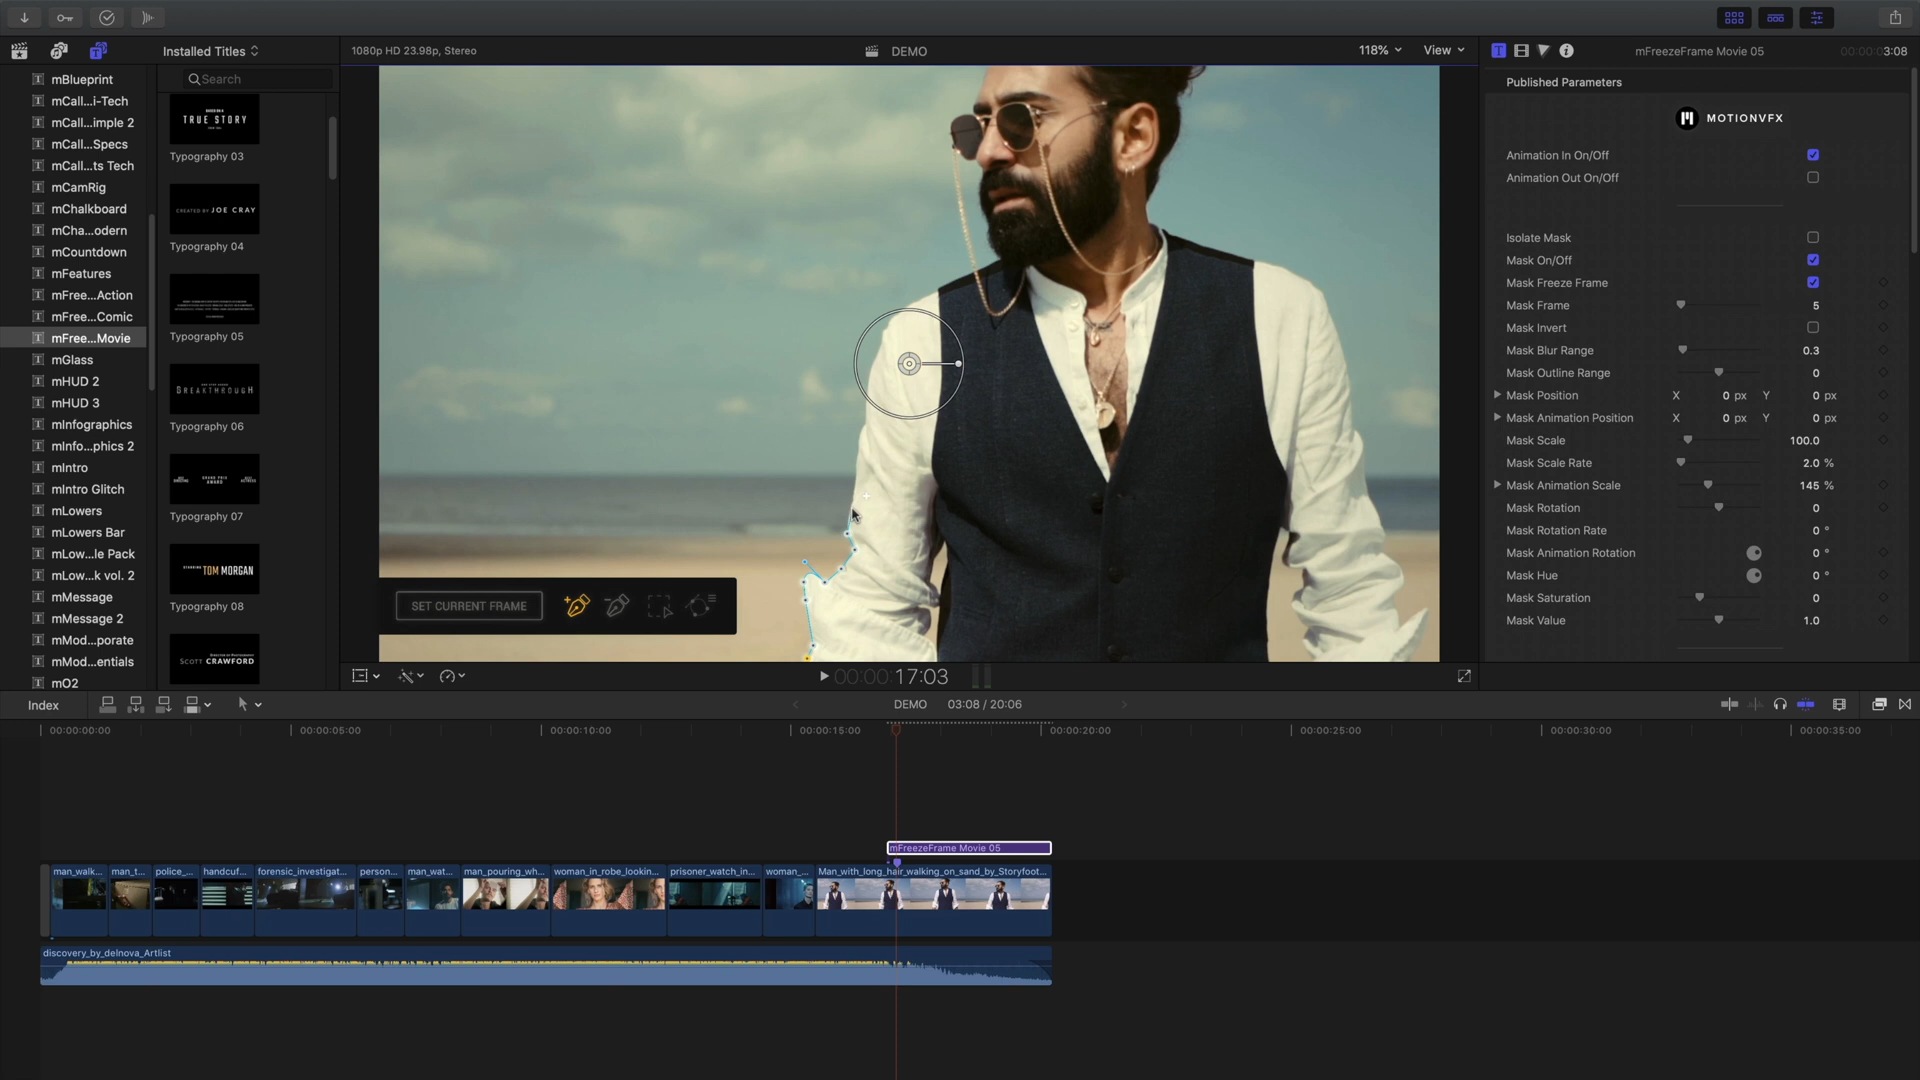 Installed Titles
1080p HD 23.98p, Stereo
DEMO
118%
View
mFreezeFrame Movie 05
00:00:03:08
Search
mBlueprint
mCall...i-Tech
mCall...imple 2
mCall...Specs
mCall...ts Tech
mCamRig
mChalkboard
mCha...odern
mCountdown
mFeatures
mFree...Action
mFree...Comic
mFree...Movie
mGlass
mHUD 2
mHUD 3
mInfographics
mInfo...phics 2
mIntro
mIntro Glitch
mLowers
mLowers Bar
mLow...le Pack
mLow...k vol. 2
mMessage
mMessage 2
mMod...porate
mMod...entials
mO2
TRUE STORY
Typography 03
CREATED BY JOE CRAY
Typography 04
Typography 05
BREAKTHROUGH
Typography 06
Typography 07
STARRING TOM MORGAN
Typography 08
SCOTT CRAWFORD
SET CURRENT FRAME
00:00:00:17:03
Published Parameters
MOTIONVFX
Animation In On/Off
Animation Out On/Off
Isolate Mask
Mask On/Off
Mask Freeze Frame
Mask Frame 5
Mask Invert
Mask Blur Range 0.3
Mask Outline Range 0
Mask Position X 0 px Y 0 px
Mask Animation Position X 0 px Y 0 px
Mask Scale 100.0
Mask Scale Rate 2.0 %
Mask Animation Scale 145 %
Mask Rotation 0
Mask Rotation Rate 0 °
Mask Animation Rotation 0 °
Mask Hue 0 °
Mask Saturation 0
Mask Value 1.0
Index
DEMO
03:08 / 20:06
00:00:00:00
00:00:05:00
00:00:10:00
00:00:15:00
00:00:20:00
00:00:25:00
00:00:30:00
00:00:35:00
mFreezeFrame Movie 05
man_walk...
man_t...
police_...
handcuf...
forensic_investigat...
person...
man_wat...
man_pouring_wh...
woman_in_robe_lookin...
prisoner_watch_in...
woman_...
Man_with_long_hair_walking_on_sand_by_Storyfoot...
discovery_by_delnova_Artlist